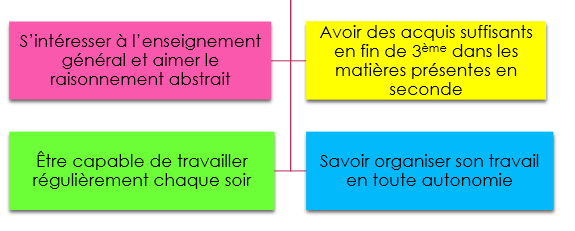 S'intéresser à l'enseignement
général et aimer le
raisonnement abstrait
Avoir des acquis suffisants
en fin de 3ème dans les
matières présentes en
seconde
Être capable de travailler
régulièrement chaque soir
Savoir organiser son travail
en toute autonomie